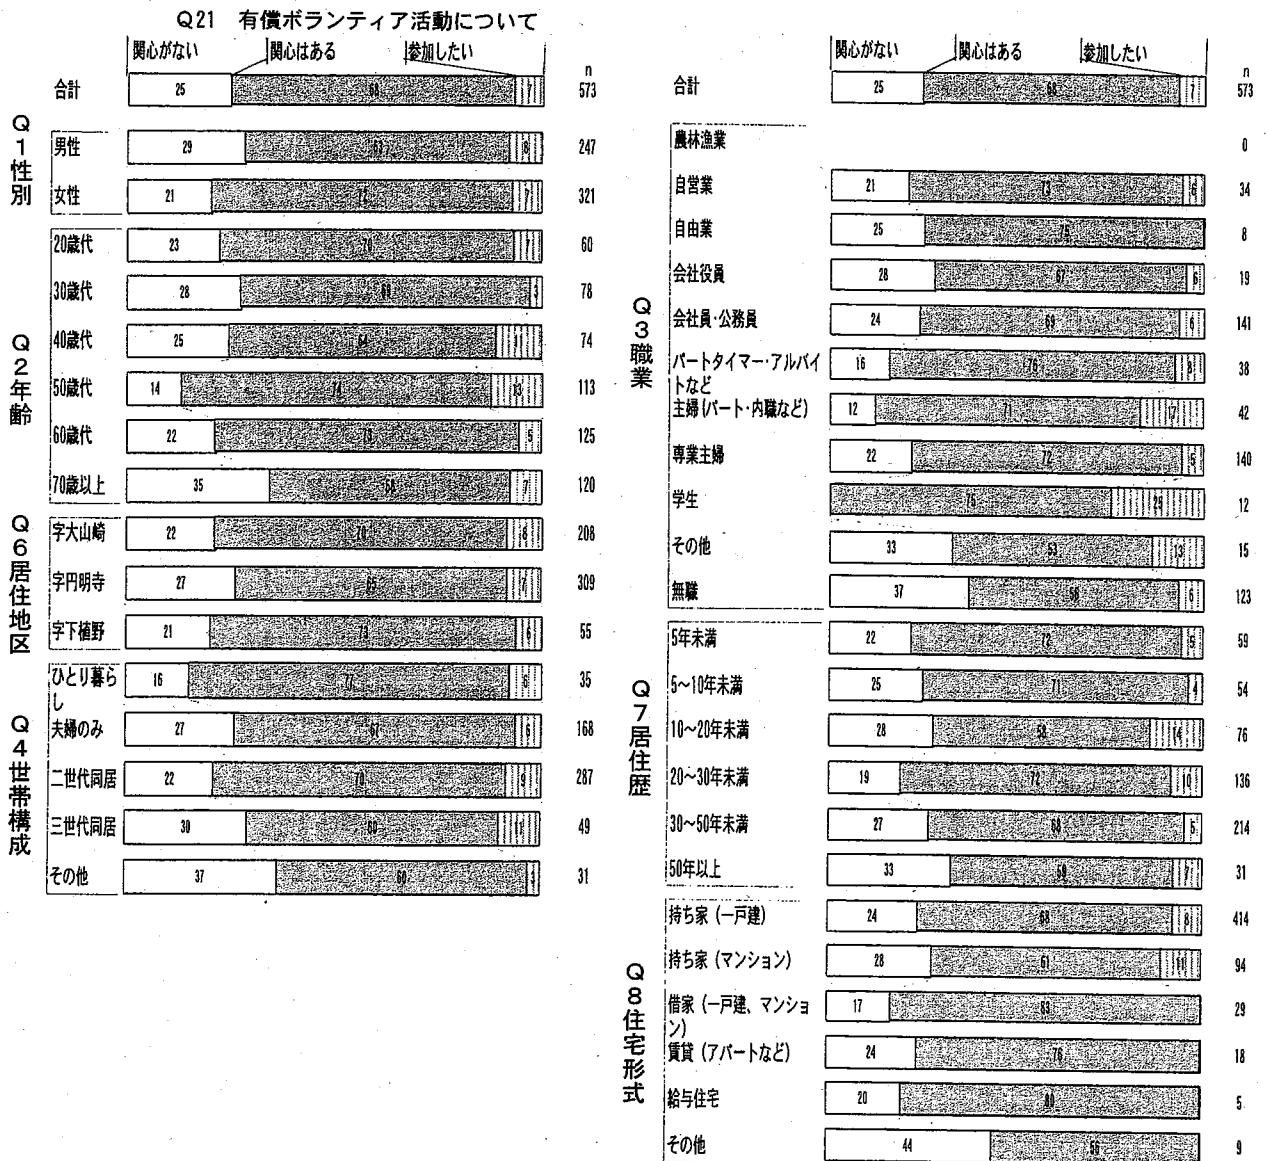 Q21 有償ボランティア活動について
関心がない 関心はある 参加したい
n
合計 25 68 7 573
Q1性別
男性 29 63 8 247
女性 21 72 7 321
Q2年齢
20歳代 23 70 7 60
30歳代 28 69 3 78
40歳代 25 64 11 74
50歳代 14 74 13 113
60歳代 22 73 5 125
70歳以上 35 58 7 120
Q6居住地区
字大山崎 22 70 8 208
字円明寺 27 65 7 309
字下植野 21 73 6 55
Q4世帯構成
ひとり暮ら
し 16 77 6 35
夫婦のみ 27 67 6 168
二世代同居 22 70 9 287
三世代同居 30 60 11 49
その他 37 60 3 31
関心がない 関心はある 参加したい
n
合計 25 68 7 573
Q3職業
農林漁業 0
自営業 21 73 6 34
自由業 25 75 8
会社役員 28 67 6 19
会社員・公務員 24 69 6 141
パートタイマー・アルバイ
トなど 16 76 8 38
主婦(パート・内職など) 12 71 17 42
専業主婦 22 72 5 140
学生 75 25 12
その他 33 53 13 15
無職 37 58 6 123
Q7居住歴
5年未満 22 72 5 59
5～10年未満 25 71 4 54
10～20年未満 28 58 14 76
20～30年未満 19 72 10 136
30～50年未満 27 68 5 214
50年以上 33 59 7 31
Q8住宅形式
持ち家(一戸建) 24 68 8 414
持ち家(マンション) 28 61 11 94
借家(一戸建、マンショ
ン) 17 83 29
賃貸(アパートなど) 24 76 18
給与住宅 20 80 5
その他 44 56 9